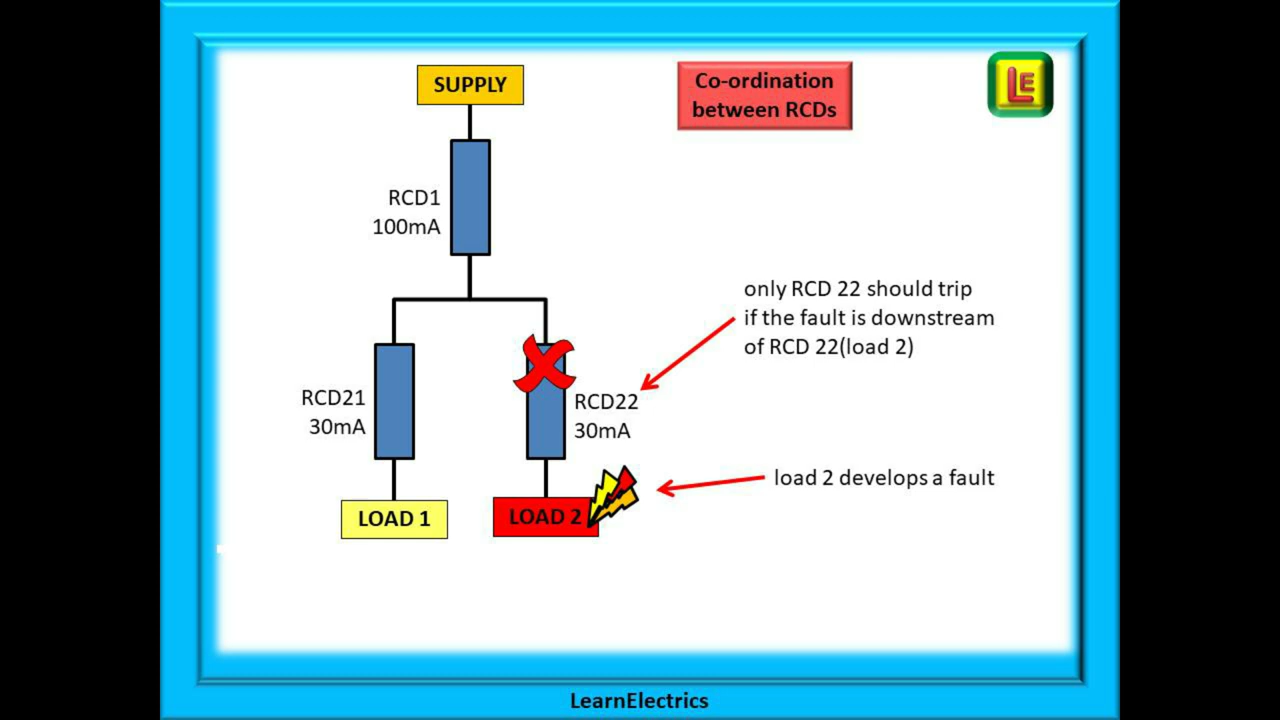 SUPPLY
Co-ordination
between RCDs
LE
RCD1
100mA
only RCD 22 should trip
if the fault is downstream
of RCD 22(load 2)
RCD21
30mA
RCD22
30mA
load 2 develops a fault
LOAD 1
LOAD 2
LearnElectrics